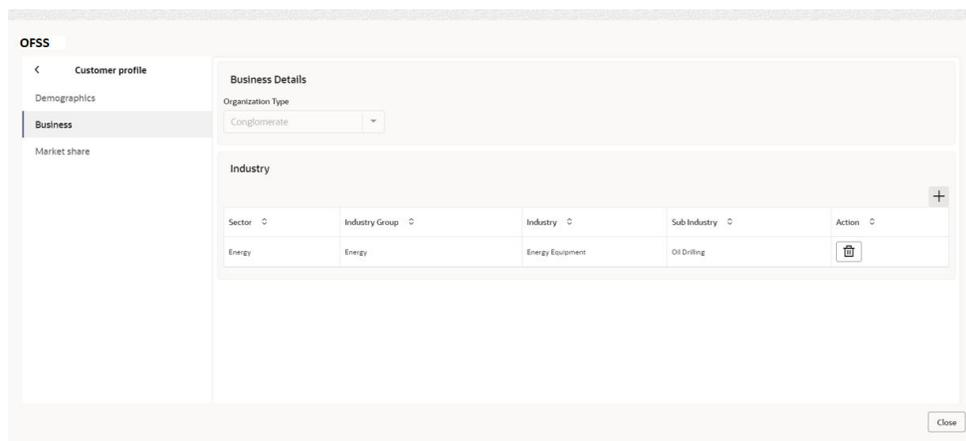 OFSS
Customer profile
Demographics
Business
Market share
Business Details
Organization Type
Conglomerate
Industry
Sector Industry Group Industry Sub Industry Action
Energy Energy Energy Equipment Oil Drilling
Close